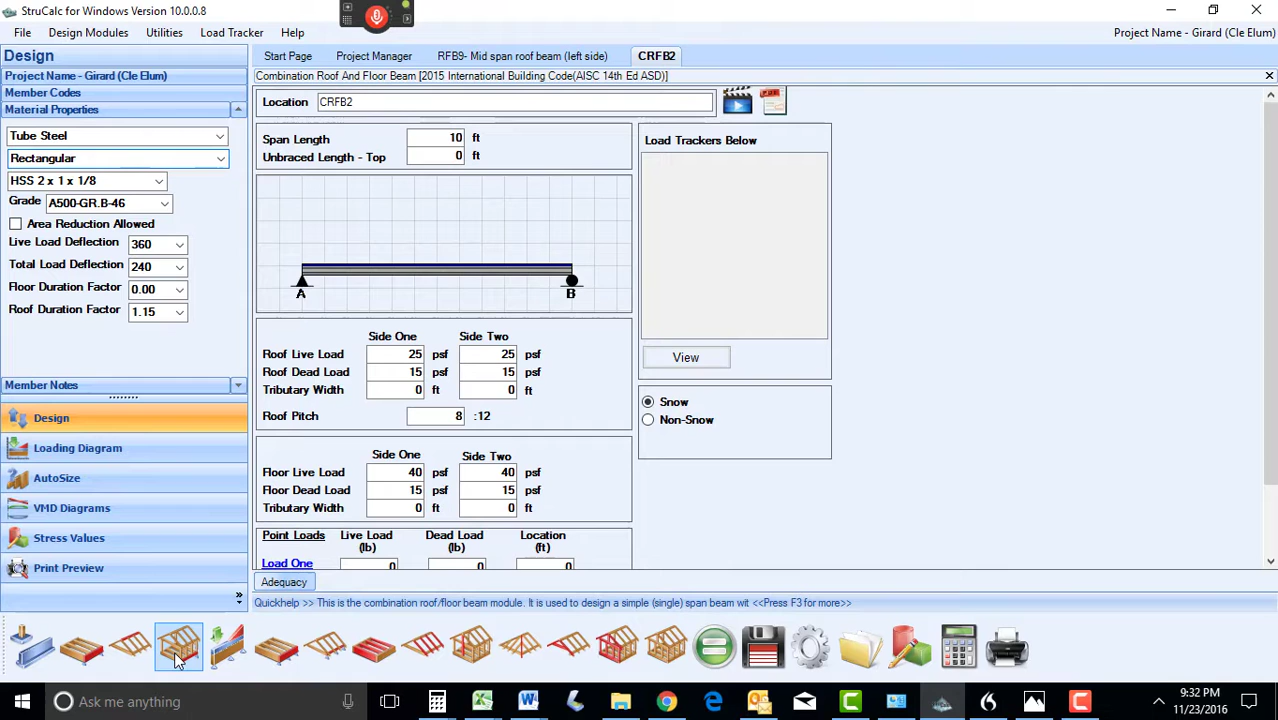 StruCalc for Windows Version 10.0.0.8
File Design Modules Utilities Load Tracker Help Project Name - Girard (Cle Elum)
Design
Start Page Project Manager RFB9- Mid span roof beam (left side) CRFB2
Project Name - Girard (Cle Elum)
Combination Roof And Floor Beam [2015 International Building Code(AISC 14th Ed ASD)]
Member Codes
Material Properties
Tube Steel
Rectangular
HSS 2 x 1 x 1/8
Grade A500-GR.B-46
Area Reduction Allowed
Live Load Deflection 360
Total Load Deflection 240
Floor Duration Factor 0.00
Roof Duration Factor 1.15
Member Notes
Design
Loading Diagram
AutoSize
VMD Diagrams
Stress Values
Print Preview
Location CRFB2
Span Length 10 ft
Unbraced Length - Top 0 ft
A B
Side One Side Two
Roof Live Load 25 psf 25 psf
Roof Dead Load 15 psf 15 psf
Tributary Width 0 ft 0 ft
Roof Pitch 8 :12
Side One Side Two
Floor Live Load 40 psf 40 psf
Floor Dead Load 15 psf 15 psf
Tributary Width 0 ft 0 ft
Point Loads Live Load (lb) Dead Load (lb) Location (ft)
Load One 0 0 0
Load Trackers Below
View
Snow
Non-Snow
Adequacy
Quickhelp >> This is the combination roof/floor beam module. It is used to design a simple (single) span beam wit <<Press F3 for more>>
Ask me anything
9:32 PM
11/23/2016